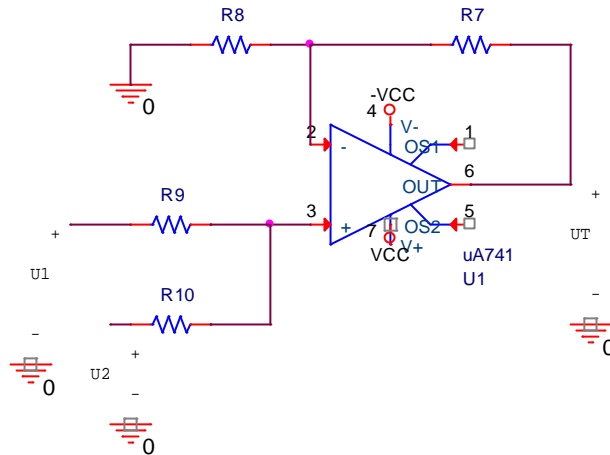 R8
R7
0
-VCC
4
V-
2
-
OS1
1
6
OUT
R9
3
+
OS2
5
7
VCC
V+
uA741
U1
+
U1
-
0
R10
+
U2
-
0
+
UT
-
0